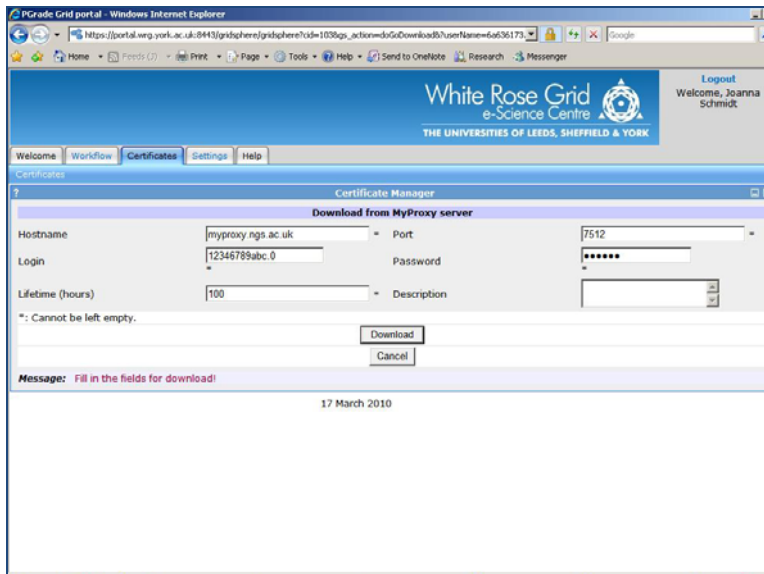 PGrade Grid portal - Windows Internet Explorer
https://portal.wrg.york.ac.uk:8443/gridsphere/gridsphere?cid=103&gs_action=doGoDownload&?userName=6a636173. Google
Home Feeds (J) Print Page Tools Help Send to OneNote Research Messenger
Logout
Welcome, Joanna Schmidt
White Rose Grid
e-Science Centre
THE UNIVERSITIES OF LEEDS, SHEFFIELD & YORK
Welcome Workflow Certificates Settings Help
Certificates
? Certificate Manager
Download from MyProxy server
Hostname myproxy.ngs.ac.uk * Port 7512 *
Login 12346789abc.0 * Password •••••• *
Lifetime (hours) 100 * Description
*: Cannot be left empty.
Download
Cancel
Message: Fill in the fields for download!
17 March 2010